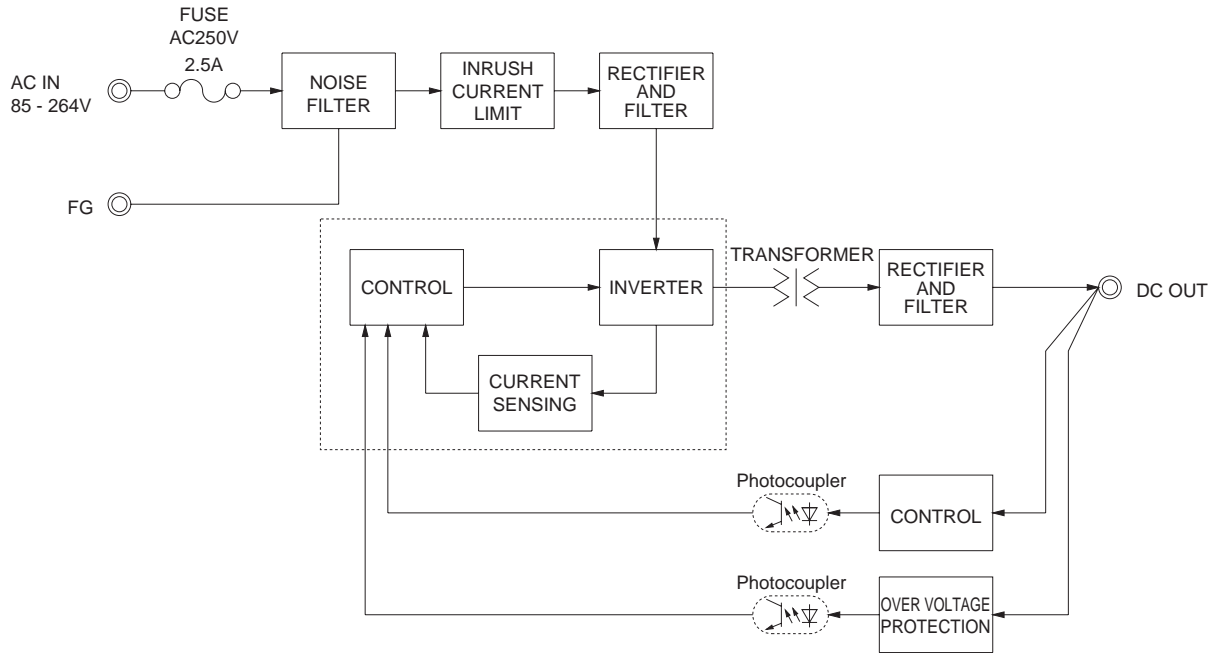 FUSE
AC250V
2.5A
AC IN
85 - 264V
NOISE
FILTER
INRUSH
CURRENT
LIMIT
RECTIFIER
AND
FILTER
FG
CONTROL
INVERTER
TRANSFORMER
RECTIFIER
AND
FILTER
DC OUT
CURRENT
SENSING
Photocoupler
CONTROL
Photocoupler
OVER VOLTAGE
PROTECTION